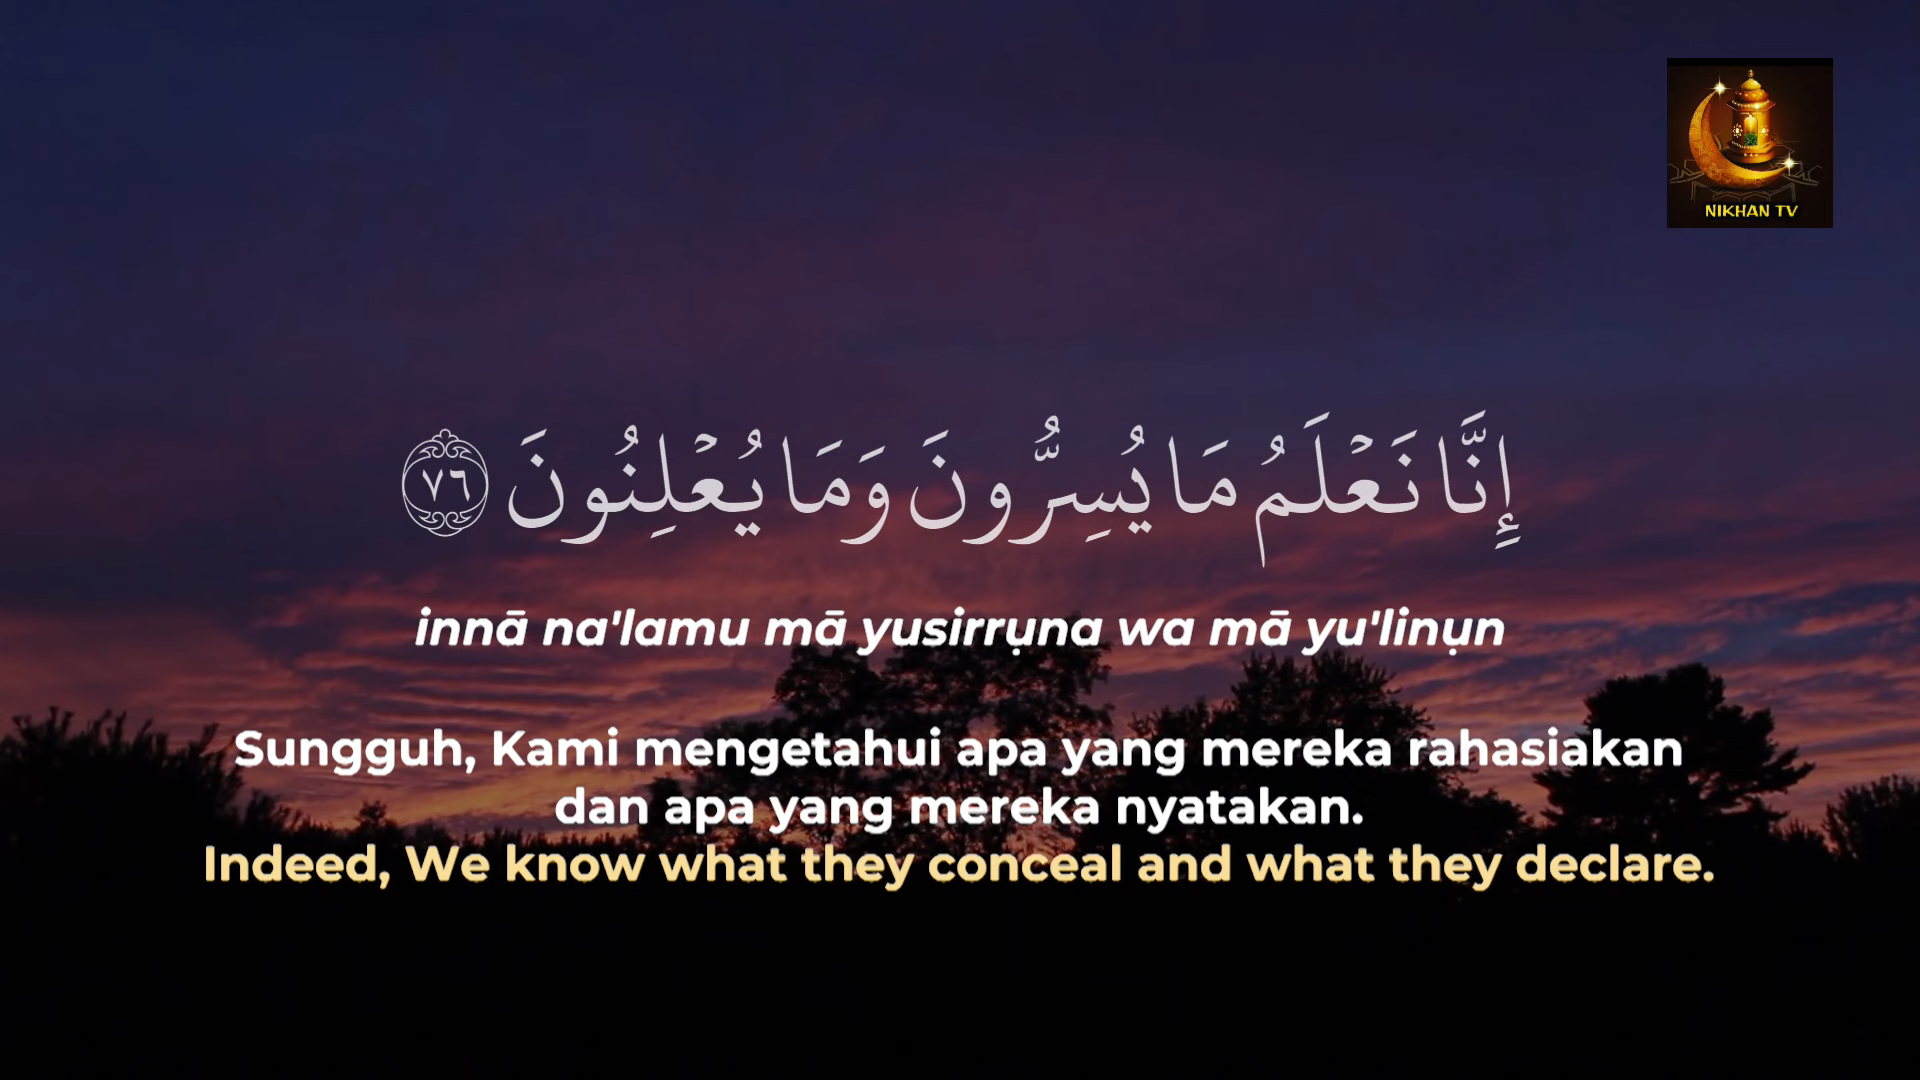 NIKHAN TV
إِنَّا نَعْلَمُ مَا يُسِرُّونَ وَمَا يُعْلِنُونَ ٧٦
innā na'lamu mā yusirrụna wa mā yu'linụn
Sungguh, Kami mengetahui apa yang mereka rahasiakan
dan apa yang mereka nyatakan.
Indeed, We know what they conceal and what they declare.